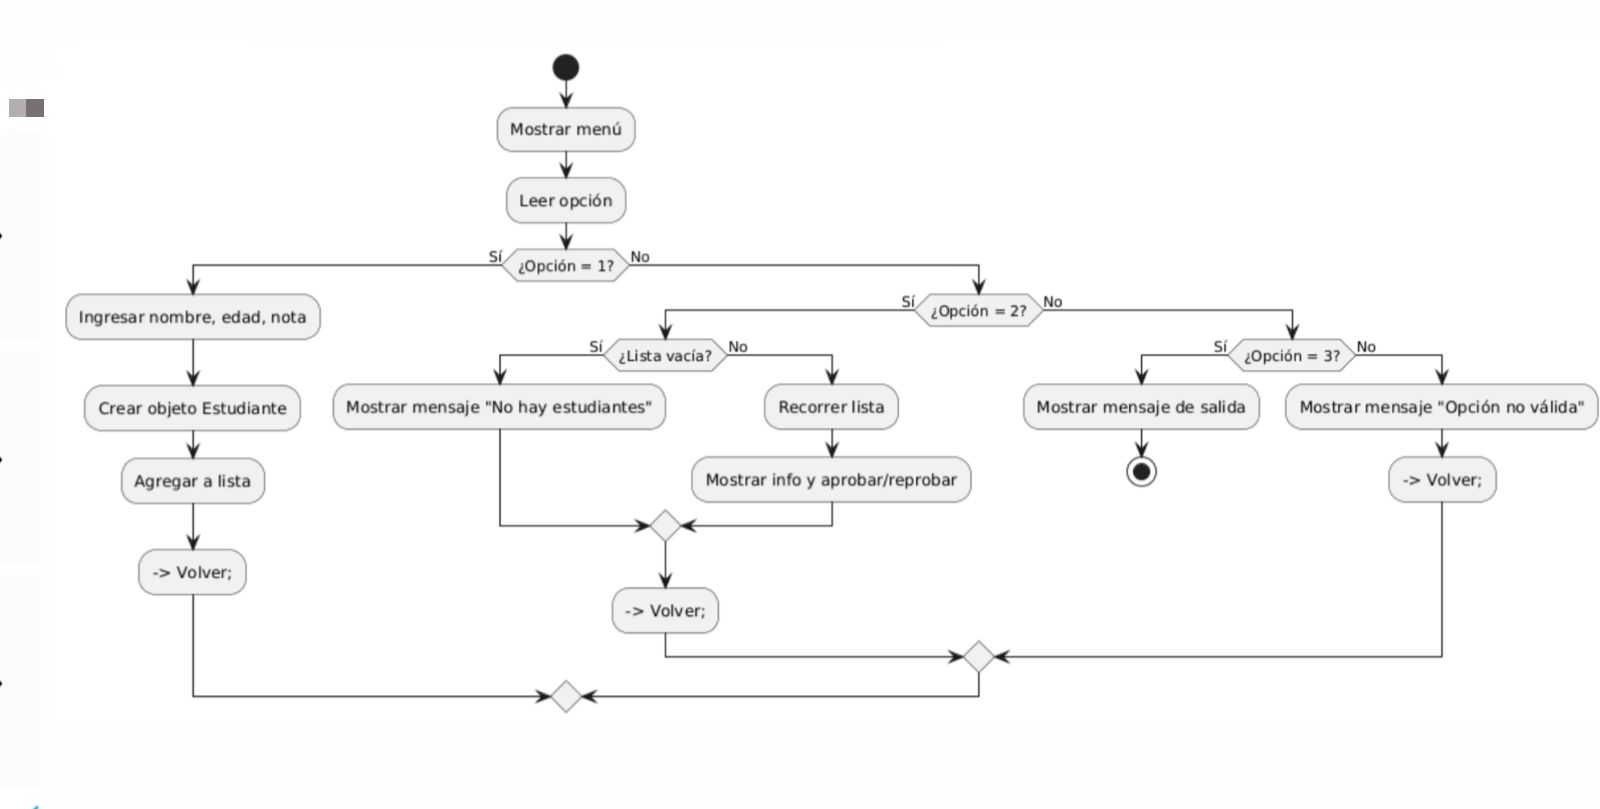 Mostrar menú
Leer opción
Sí
¿Opción = 1?
No
Ingresar nombre, edad, nota
Sí
¿Opción = 2?
No
Sí
¿Lista vacía?
No
Sí
¿Opción = 3?
No
Crear objeto Estudiante
Mostrar mensaje "No hay estudiantes"
Recorrer lista
Mostrar mensaje de salida
Mostrar mensaje "Opción no válida"
Agregar a lista
Mostrar info y aprobar/reprobar
-> Volver;
-> Volver;
-> Volver;